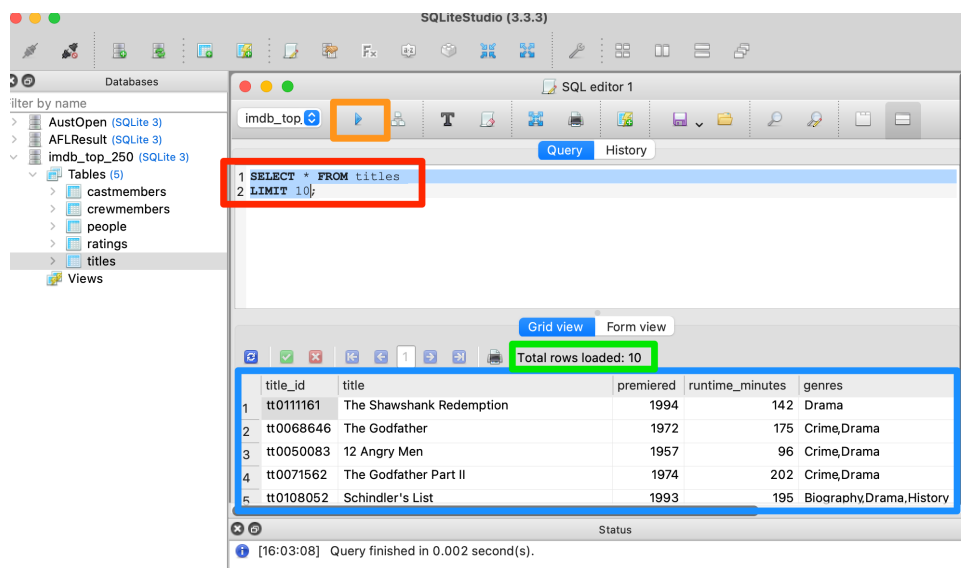 SQLiteStudio (3.3.3)
Databases
SQL editor 1
ilter by name
AustOpen (SQLite 3)
AFLResult (SQLite 3)
imdb_top_250 (SQLite 3)
Tables (5)
castmembers
crewmembers
people
ratings
titles
Views
imdb_top
Query History
1 SELECT * FROM titles
2 LIMIT 10;
Grid view Form view
1 Total rows loaded: 10
title_id title premiered runtime_minutes genres
1 tt0111161 The Shawshank Redemption 1994 142 Drama
2 tt0068646 The Godfather 1972 175 Crime,Drama
3 tt0050083 12 Angry Men 1957 96 Crime,Drama
4 tt0071562 The Godfather Part II 1974 202 Crime,Drama
5 tt0108052 Schindler's List 1993 195 Biography,Drama,History
Status
[16:03:08] Query finished in 0.002 second(s).